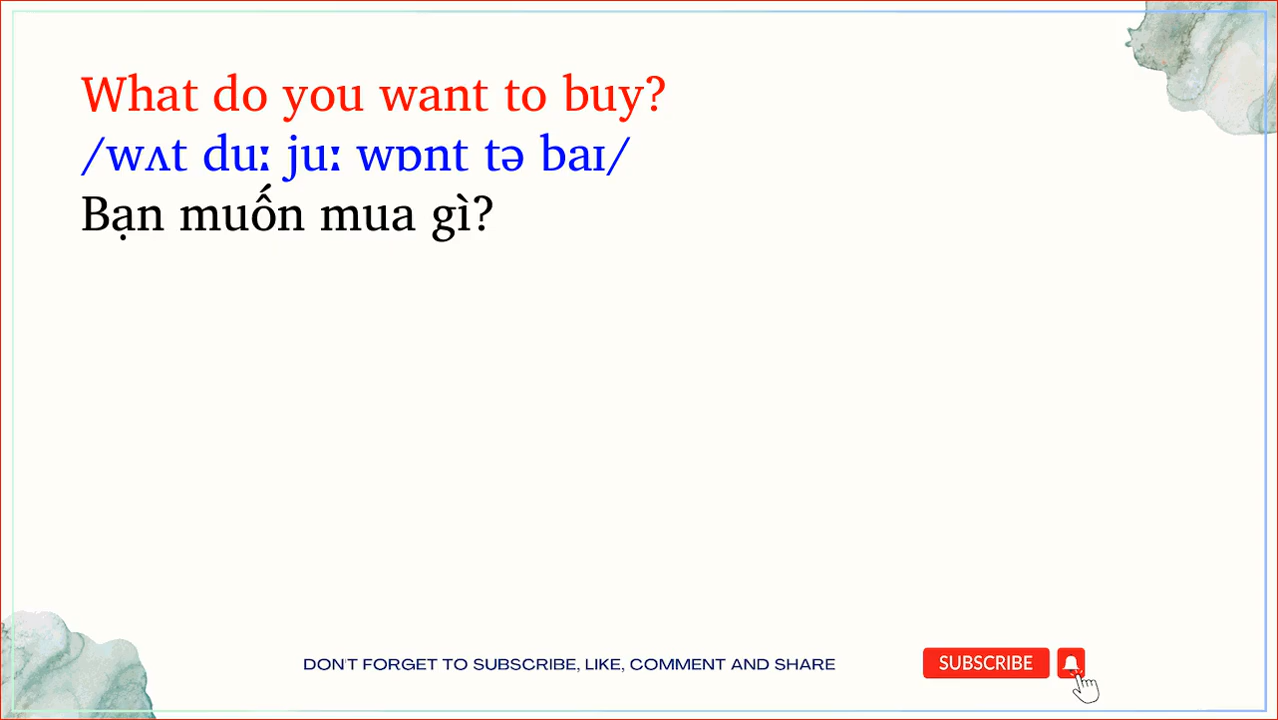 What do you want to buy?
/wʌt duː juː wɒnt tə baɪ/
Bạn muốn mua gì?
DON'T FORGET TO SUBSCRIBE, LIKE, COMMENT AND SHARE
SUBSCRIBE